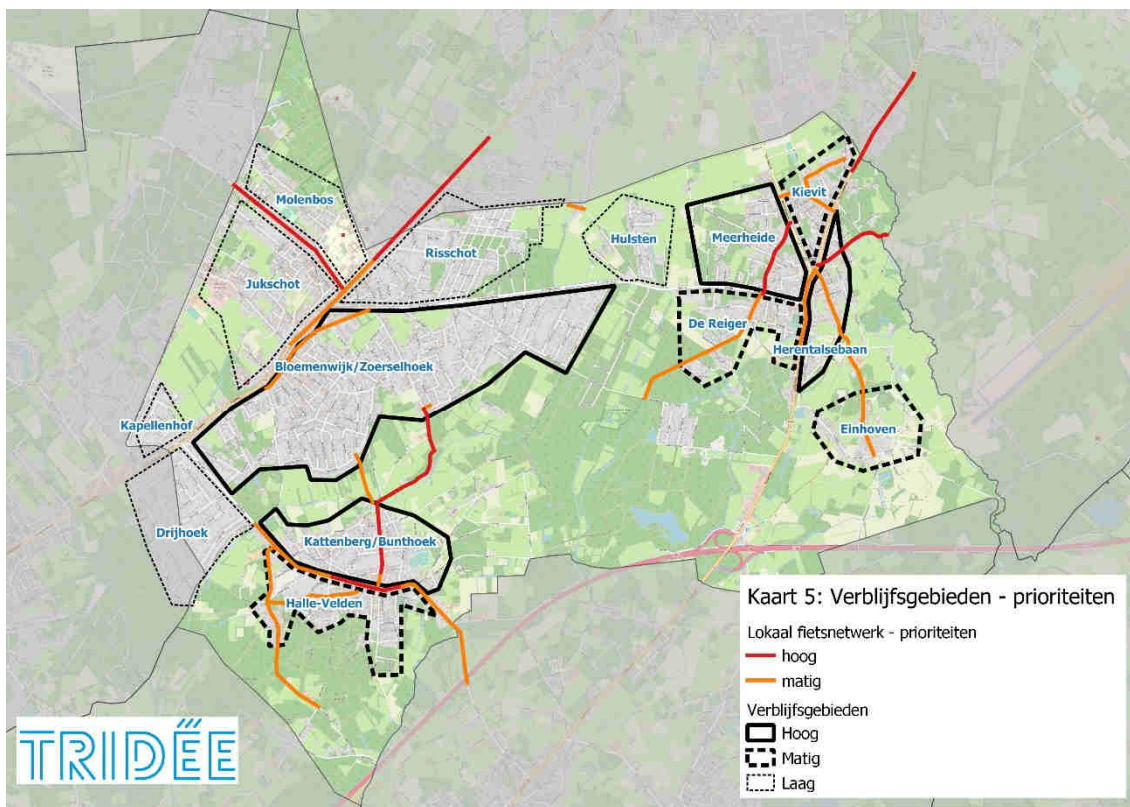 Molenbos
Kievit
Risschot
Hulsten
Meerheide
Jukschot
De Reiger
Herentalsebaan
Bloemenwijk/Zoerselhoek
Kapellenhof
Einhoven
Drijhoek
Kattenberg/Bunthoek
Halle-Velden
Kaart 5: Verblijfsgebieden - prioriteiten
Lokaal fietsnetwerk - prioriteiten
hoog
matig
Verblijfsgebieden
Hoog
Matig
Laag
TRIDËE